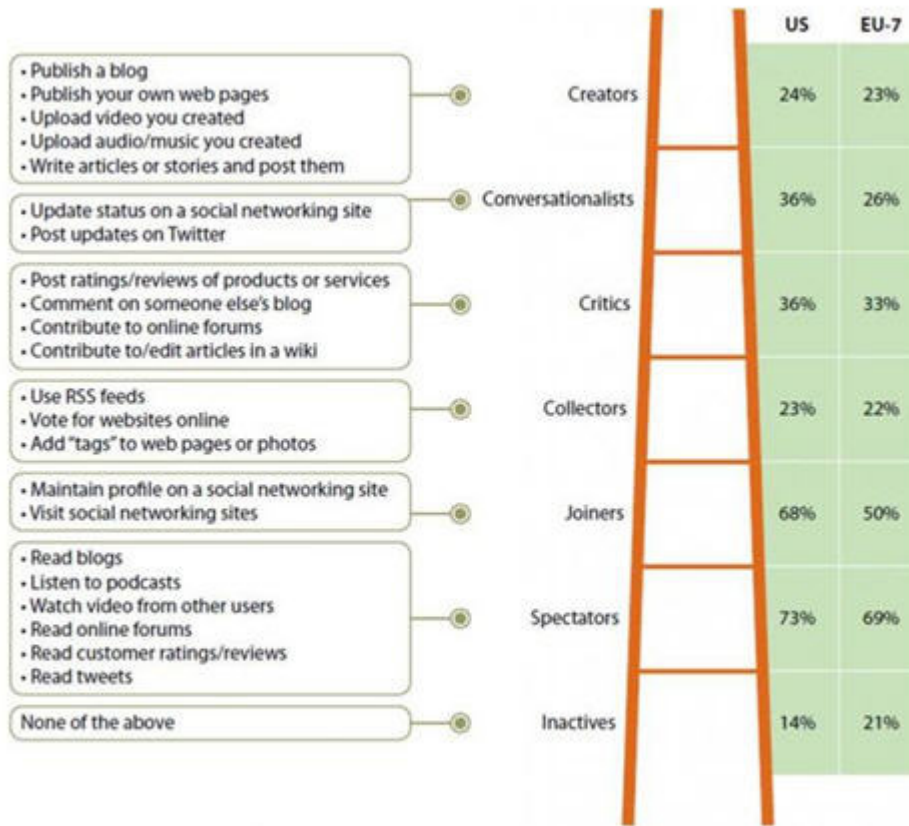 US EU-7
• Publish a blog
• Publish your own web pages
• Upload video you created
• Upload audio/music you created
• Write articles or stories and post them
Creators 24% 23%
• Update status on a social networking site
• Post updates on Twitter
Conversationalists 36% 26%
• Post ratings/reviews of products or services
• Comment on someone else's blog
• Contribute to online forums
• Contribute to/edit articles in a wiki
Critics 36% 33%
• Use RSS feeds
• Vote for websites online
• Add "tags" to web pages or photos
Collectors 23% 22%
• Maintain profile on a social networking site
• Visit social networking sites
Joiners 68% 50%
• Read blogs
• Listen to podcasts
• Watch video from other users
• Read online forums
• Read customer ratings/reviews
• Read tweets
Spectators 73% 69%
None of the above
Inactives 14% 21%